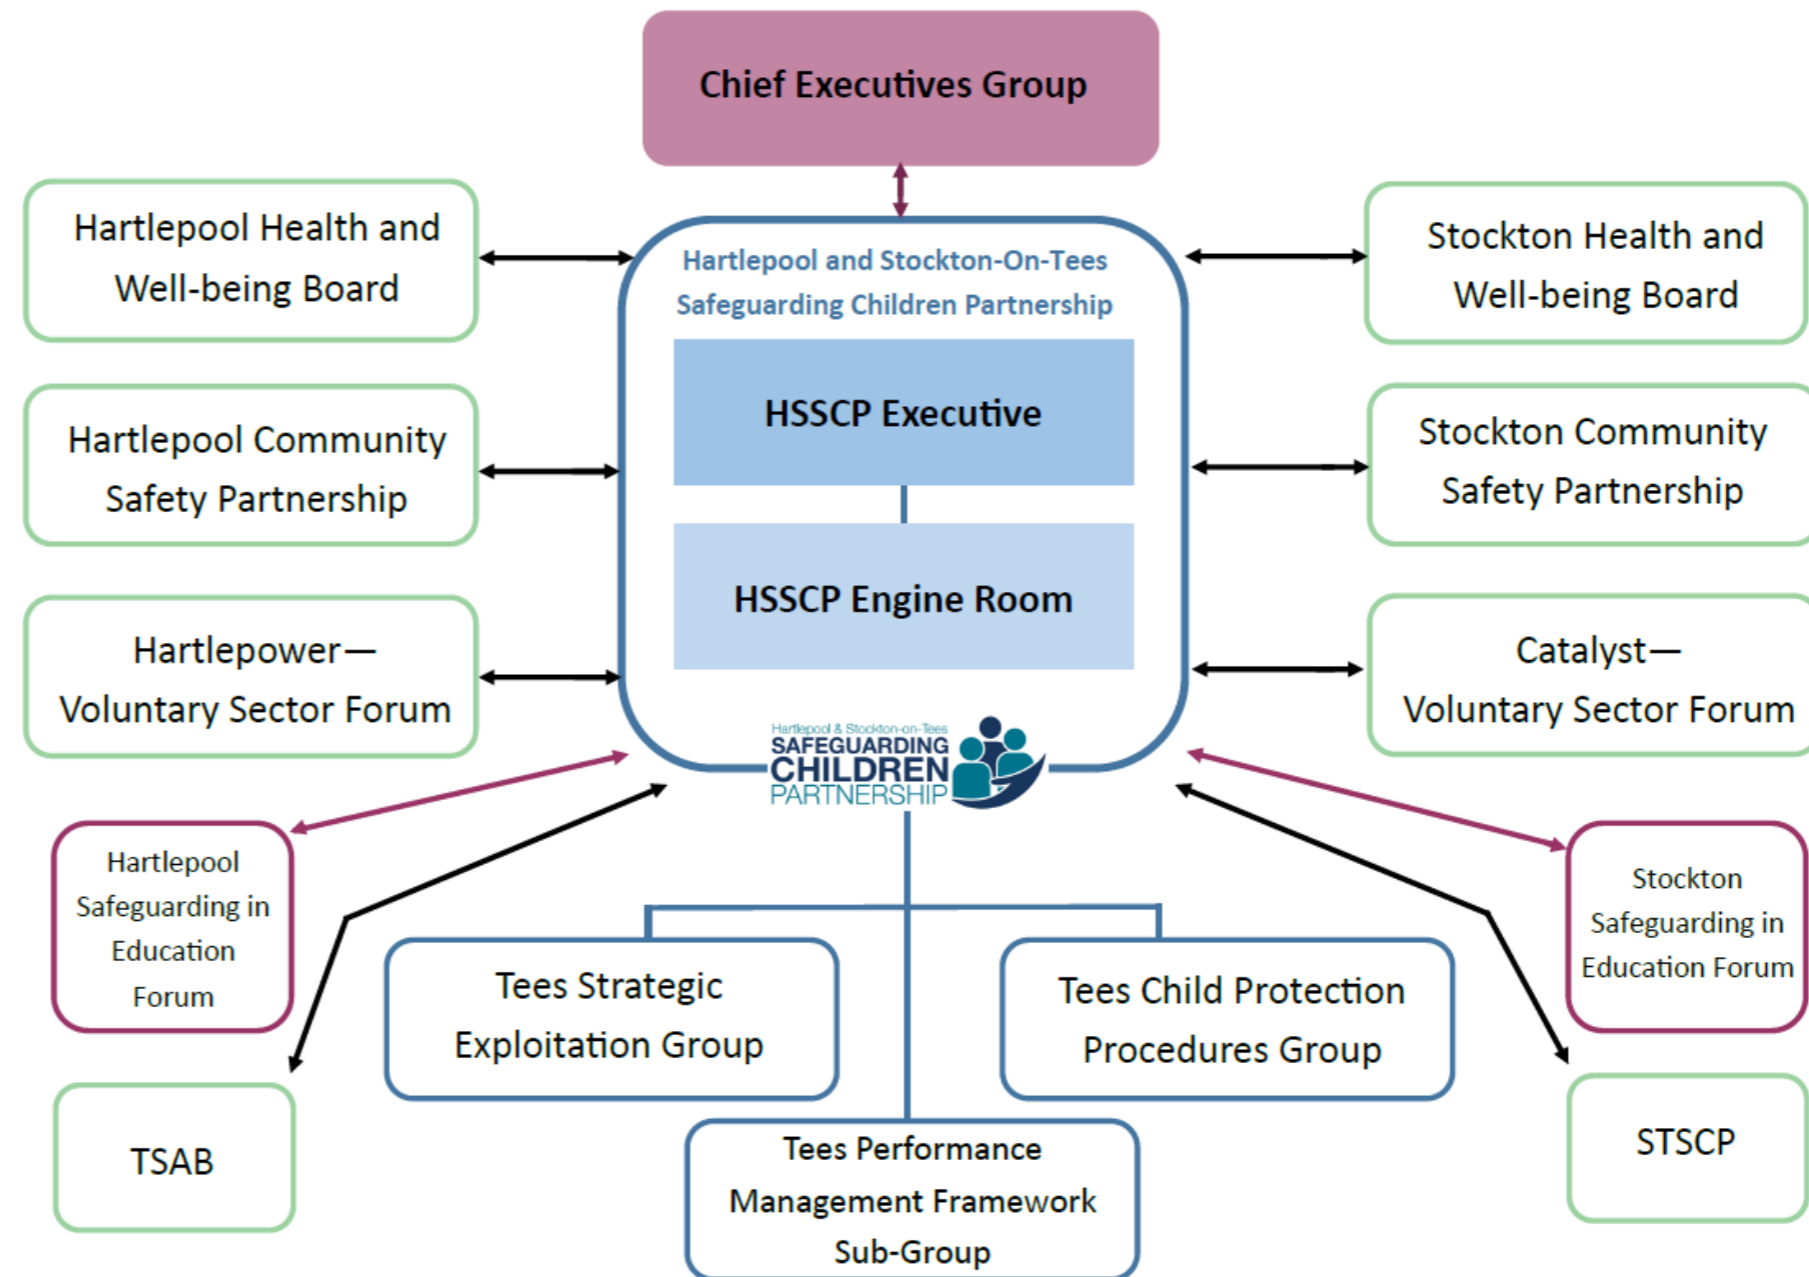 Chief Executives Group
Hartlepool Health and
Well-being Board
Hartlepool and Stockton-On-Tees
Safeguarding Children Partnership
Stockton Health and
Well-being Board
HSSCP Executive
Hartlepool Community
Safety Partnership
Stockton Community
Safety Partnership
HSSCP Engine Room
Hartlepower—
Voluntary Sector Forum
Catalyst—
Voluntary Sector Forum
Hartlepool & Stockton-on-Tees
SAFEGUARDING
CHILDREN
PARTNERSHIP
Hartlepool
Safeguarding in
Education
Forum
Stockton
Safeguarding in
Education Forum
Tees Strategic
Exploitation Group
Tees Child Protection
Procedures Group
TSAB
Tees Performance
Management Framework
Sub-Group
STSCP